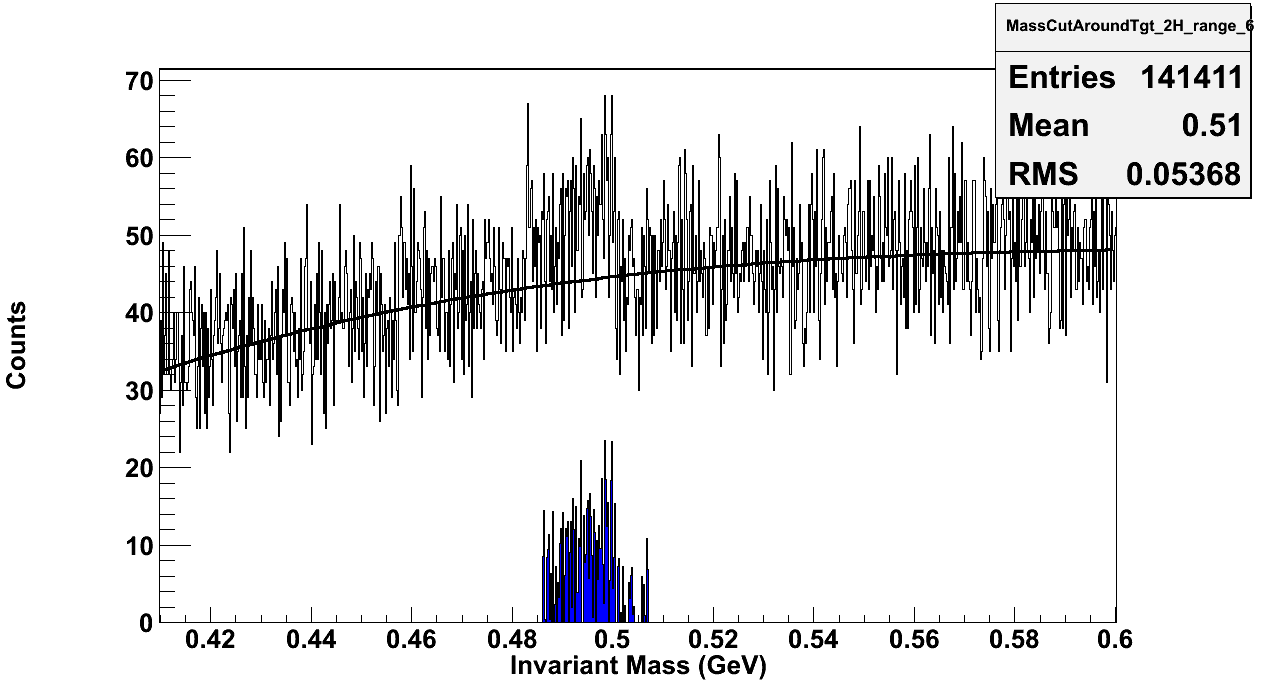 MassCutAroundTgt_2H_range_6
Entries 141411
Mean 0.51
RMS 0.05368
70
60
50
40
30
20
10
0
Counts
0.42 0.44 0.46 0.48 0.5 0.52 0.54 0.56 0.58 0.6
Invariant Mass (GeV)